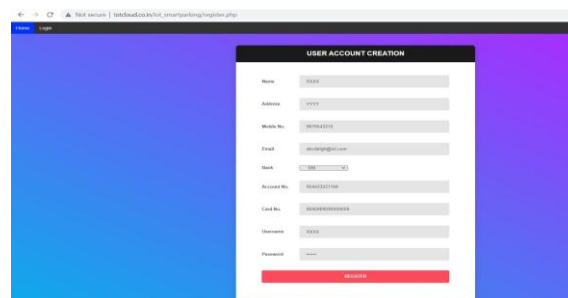 Not secure | iotcloud.co.in/iot_smartparking/register.php
Home Login
USER ACCOUNT CREATION
Name XXXX
Address YYYY
Mobile No.
Email
Bank SBI
Account No.
Card No.
Username XXXX
Password
REGISTER